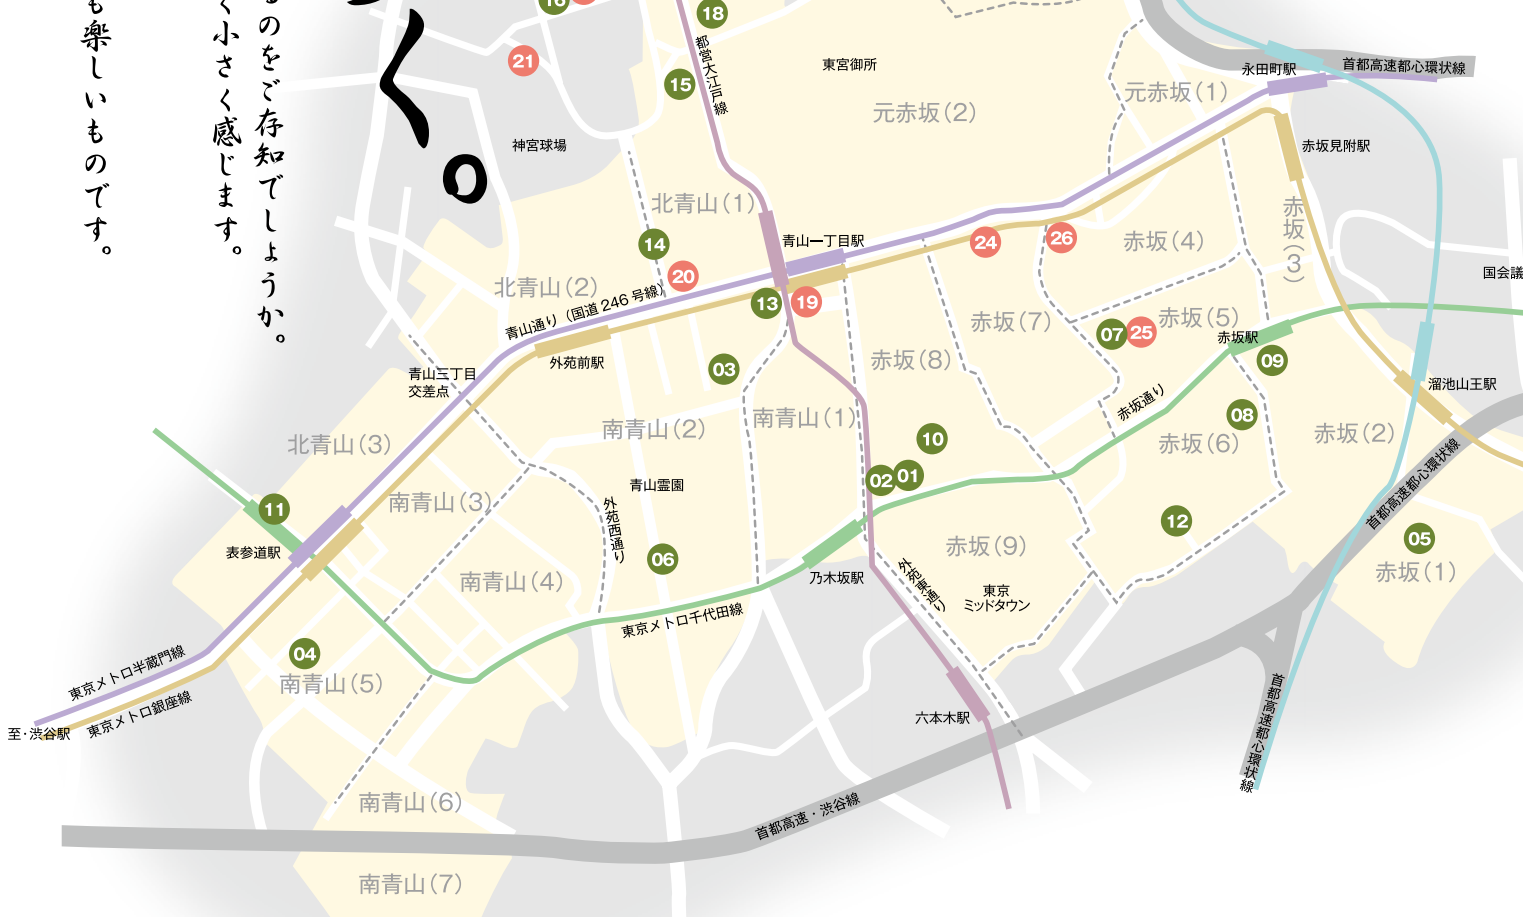 るのをご存知でしょうか。
く小さく感じます。
も楽しいものです。
く。
16
18
都営大江戸線
21
15
東宮御所
永田町駅
首都高速都心環状線
元赤坂(1)
元赤坂(2)
神宮球場
赤坂見附駅
北青山(1)
赤坂(3)
14
青山一丁目駅
24
26
赤坂(4)
20
国会議
北青山(2)
青山通り(国道246号線)
13
19
赤坂(7)
赤坂(5)
07
25
赤坂駅
09
外苑前駅
03
赤坂(8)
青山三丁目
交差点
溜池山王駅
赤坂通り
南青山(1)
08
南青山(2)
10
赤坂(6)
赤坂(2)
北青山(3)
02
01
青山霊園
首都高速都心環状線
南青山(3)
11
外苑西通り
12
05
表参道駅
06
赤坂(9)
赤坂(1)
南青山(4)
乃木坂駅
外苑東通り
東京
ミッドタウン
東京メトロ千代田線
04
東京メトロ半蔵門線
南青山(5)
東京メトロ銀座線
至・渋谷駅
六本木駅
首都高速都心環状線
南青山(6)
首都高速・渋谷線
南青山(7)